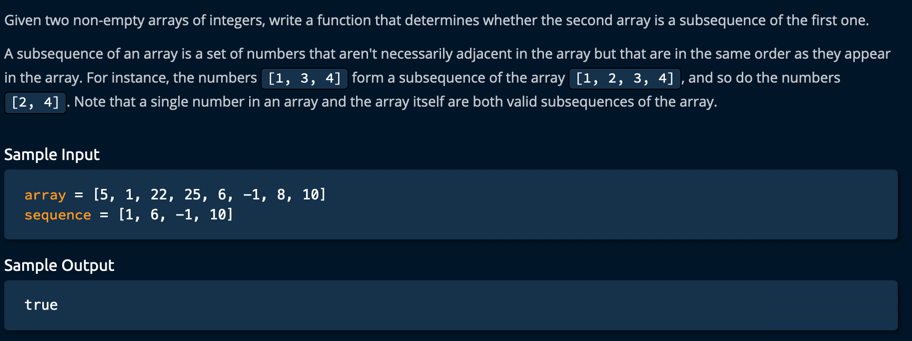 Given two non-empty arrays of integers, write a function that determines whether the second array is a subsequence of the first one.
A subsequence of an array is a set of numbers that aren't necessarily adjacent in the array but that are in the same order as they appear
in the array. For instance, the numbers [1, 3, 4] form a subsequence of the array [1, 2, 3, 4] , and so do the numbers
[2, 4] . Note that a single number in an array and the array itself are both valid subsequences of the array.
Sample Input
array = [5, 1, 22, 25, 6, -1, 8, 10]
sequence = [1, 6, -1, 10]
Sample Output
true